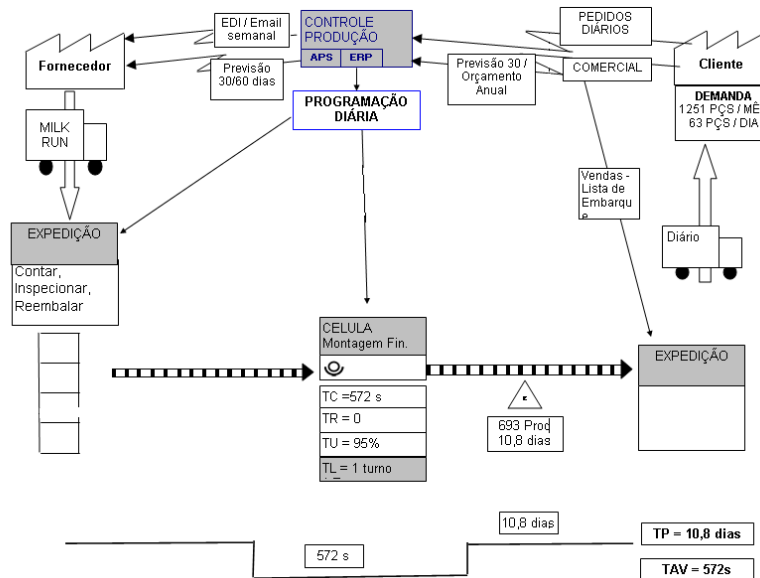 EDI / Email
semanal
CONTROLE
PRODUÇÃO
APS ERP
PEDIDOS
DIÁRIOS
Fornecedor
Previsão
30/60 dias
Previsão 30 /
Orçamento
Anual
COMERCIAL
Cliente
PROGRAMAÇÃO
DIÁRIA
DEMANDA
1251 PÇS / MÊ
63 PÇS / DIA
MILK
RUN
Vendas -
Lista de
Embarqu
e
Diário
EXPEDIÇÃO
Contar,
Inspecionar,
Reembalar
CELULA
Montagem Fin.
EXPEDIÇÃO
TC =572 s
TR = 0
TU = 95%
TL = 1 turno
E
693 Pro
10,8 dias
10,8 dias
572 s
TP = 10,8 dias
TAV = 572s